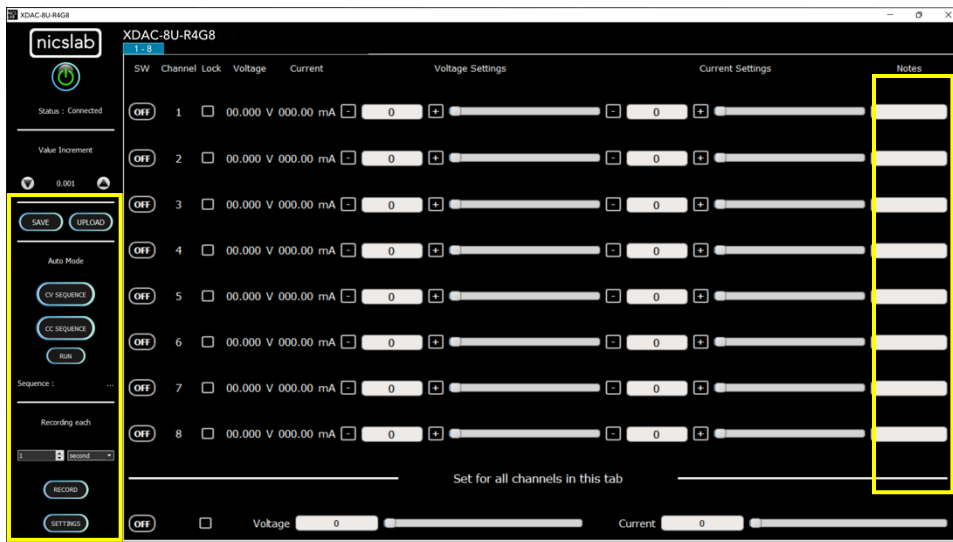 XDAC-8U-R4G8
nicslab
Status : Connected
Value Increment
0.001
SAVE UPLOAD
Auto Mode
CV SEQUENCE
CC SEQUENCE
RUN
Sequence : ...
Recording each
1 second
RECORD
SETTINGS
XDAC-8U-R4G8
1 - 8
SW Channel Lock Voltage Current Voltage Settings Current Settings Notes
OFF 1 00.000 V 000.00 mA - 0 + - 0 +
OFF 2 00.000 V 000.00 mA - 0 + - 0 +
OFF 3 00.000 V 000.00 mA - 0 + - 0 +
OFF 4 00.000 V 000.00 mA - 0 + - 0 +
OFF 5 00.000 V 000.00 mA - 0 + - 0 +
OFF 6 00.000 V 000.00 mA - 0 + - 0 +
OFF 7 00.000 V 000.00 mA - 0 + - 0 +
OFF 8 00.000 V 000.00 mA - 0 + - 0 +
Set for all channels in this tab
OFF Voltage 0 Current 0